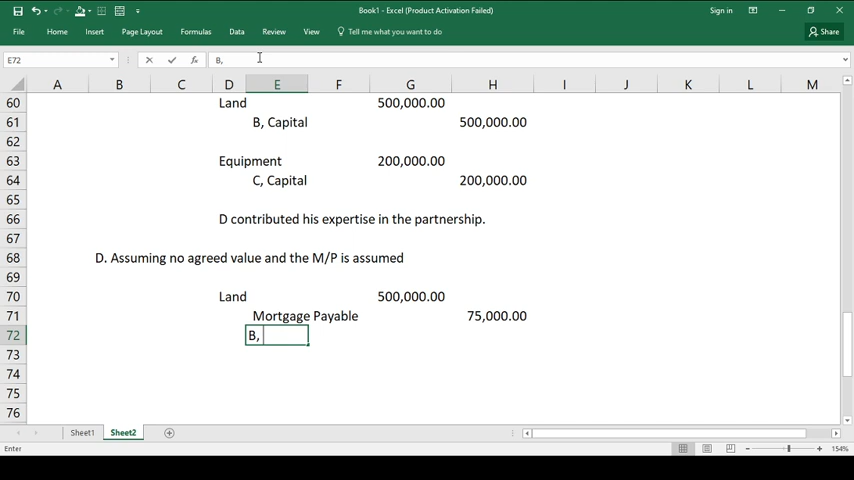 Book1 - Excel (Product Activation Failed)
Sign in
File Home Insert Page Layout Formulas Data Review View Tell me what you want to do Share
E72 fx B,
A B C D E F G H I J K L M
60 Land 500,000.00
61 B, Capital 500,000.00
62
63 Equipment 200,000.00
64 C, Capital 200,000.00
65
66 D contributed his expertise in the partnership.
67
68 D. Assuming no agreed value and the M/P is assumed
69
70 Land 500,000.00
71 Mortgage Payable 75,000.00
72 B,
73
74
75
76
Sheet1 Sheet2
Enter 154%